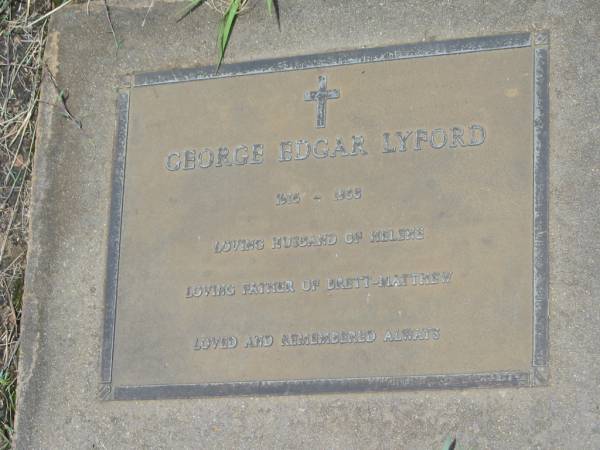 GEORGE EDGAR LYFORD
LOVING HUSBAND OF HELENE
LOVING FATHER OF BRETT-MATTHEW
LOVED AND REMEMBERED ALWAYS